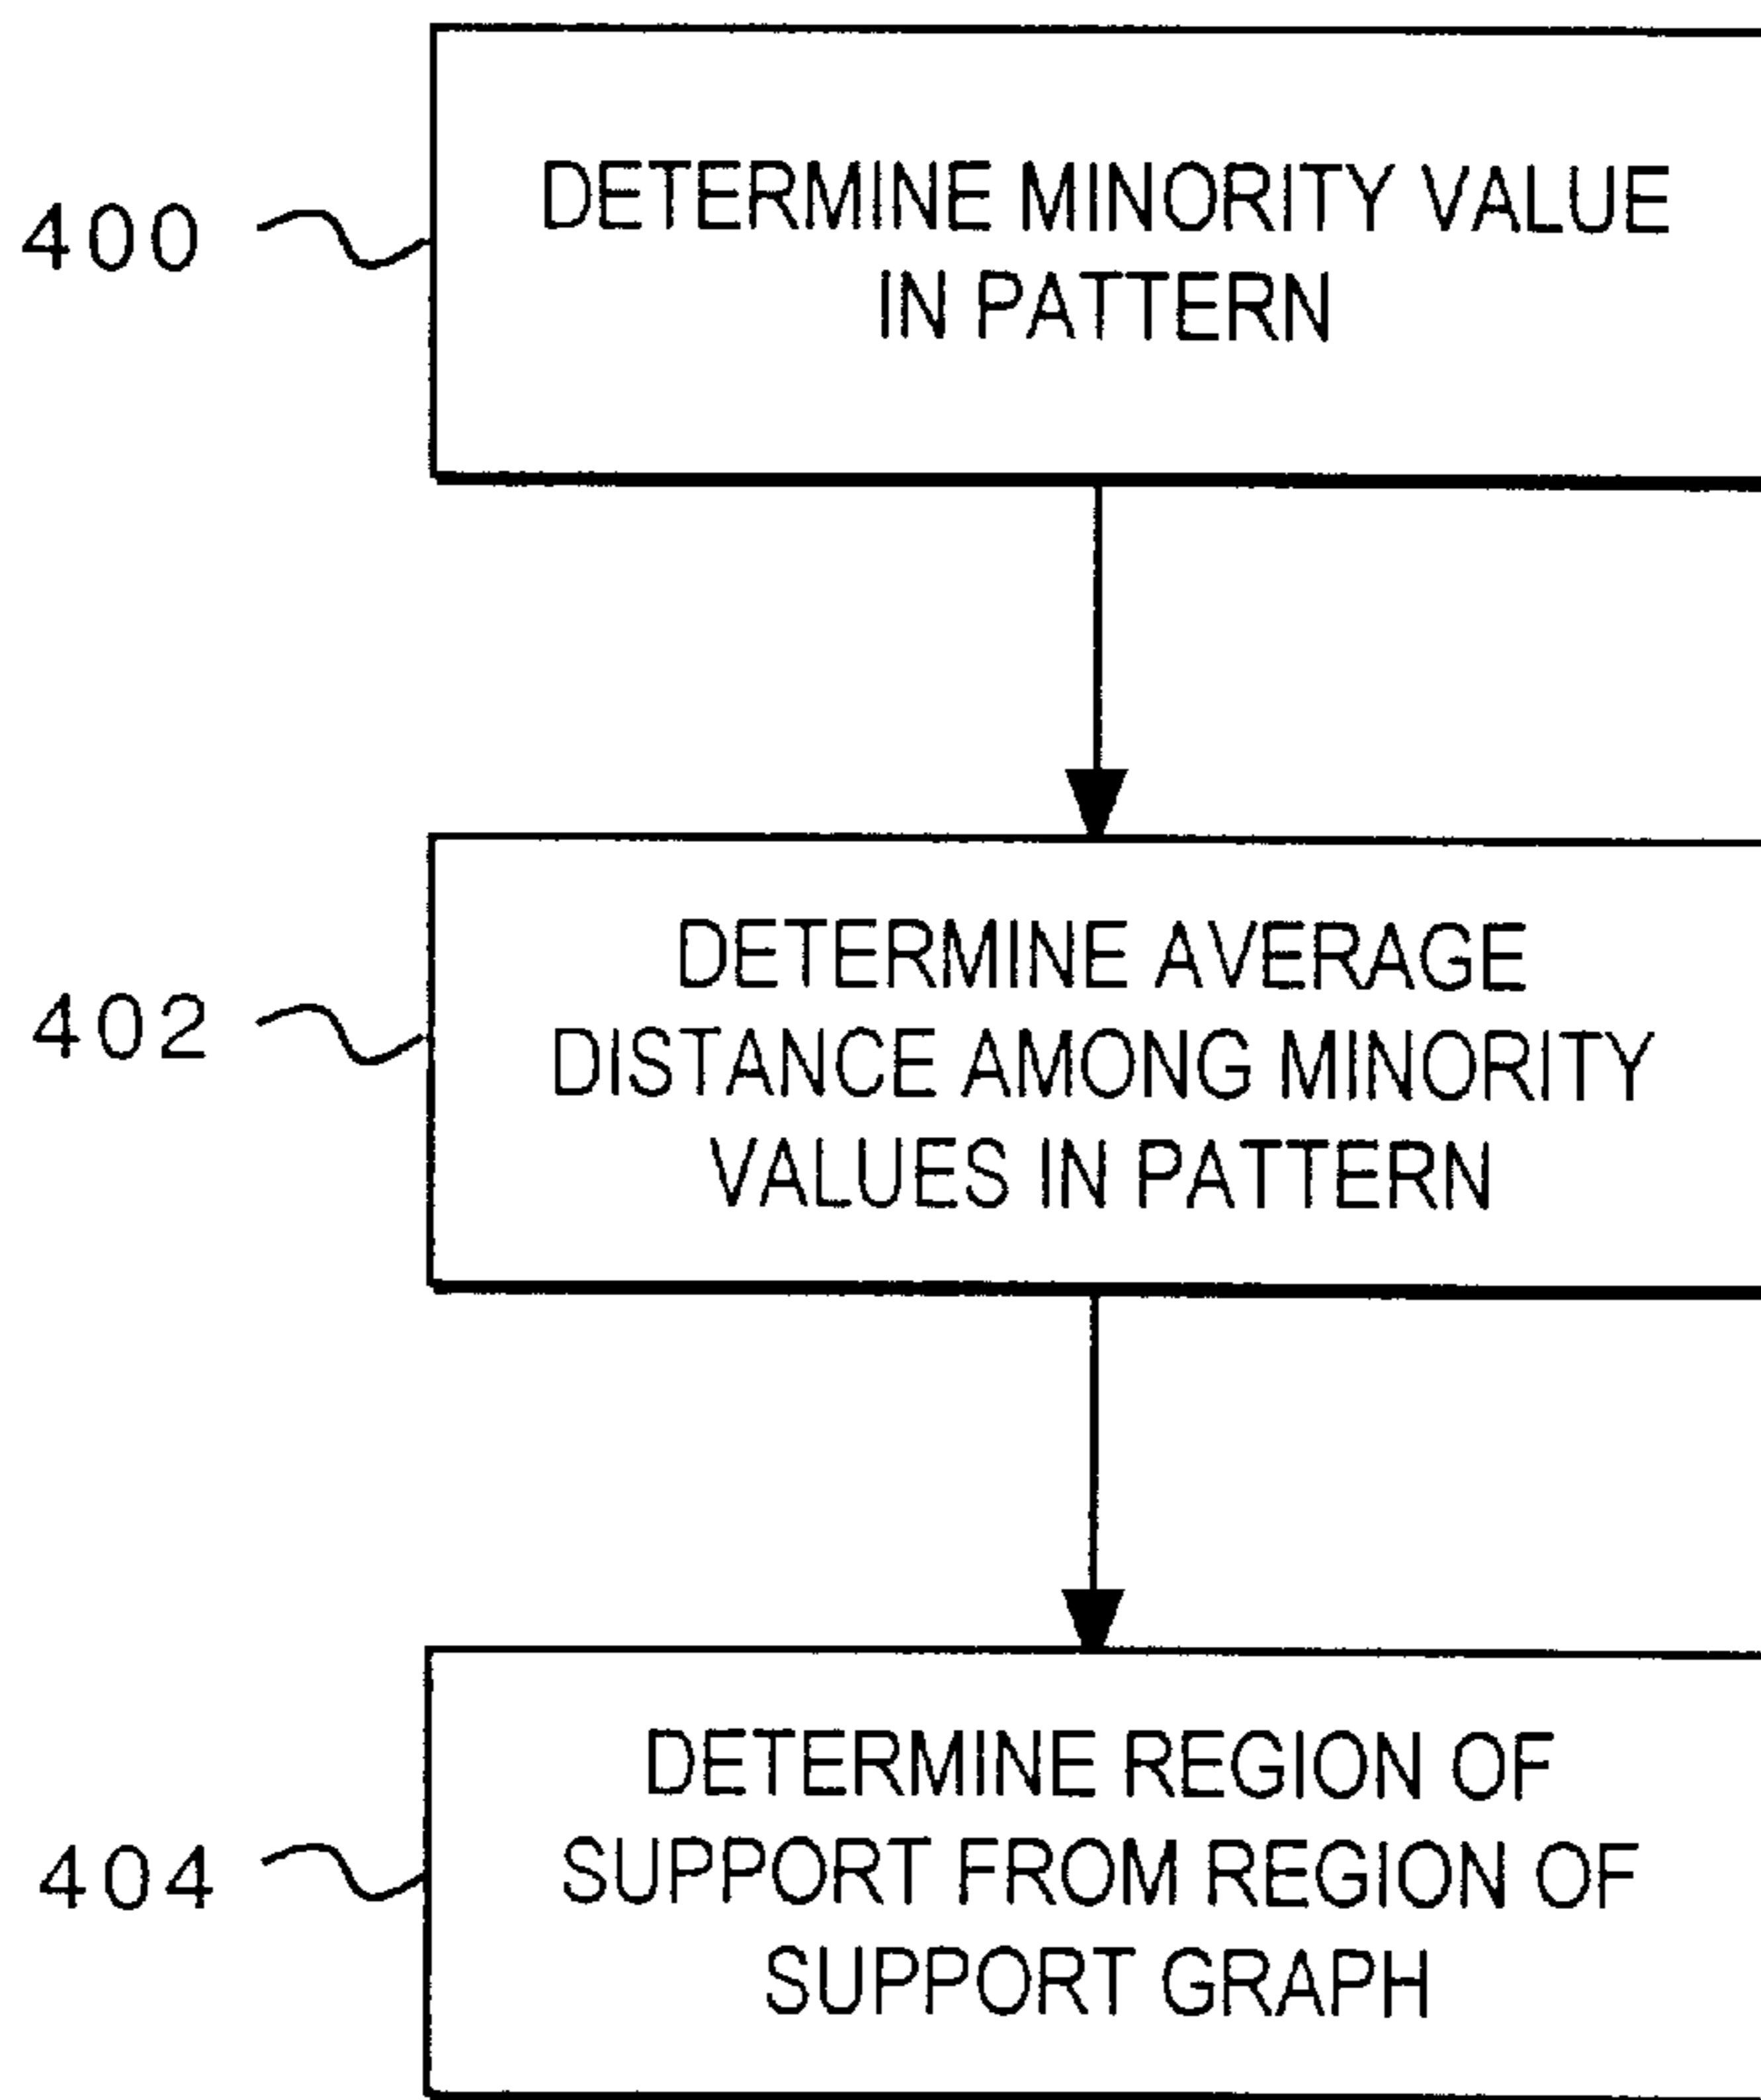 400
DETERMINE MINORITY VALUE
IN PATTERN
402
DETERMINE AVERAGE
DISTANCE AMONG MINORITY
VALUES IN PATTERN
404
DETERMINE REGION OF
SUPPORT FROM REGION OF
SUPPORT GRAPH